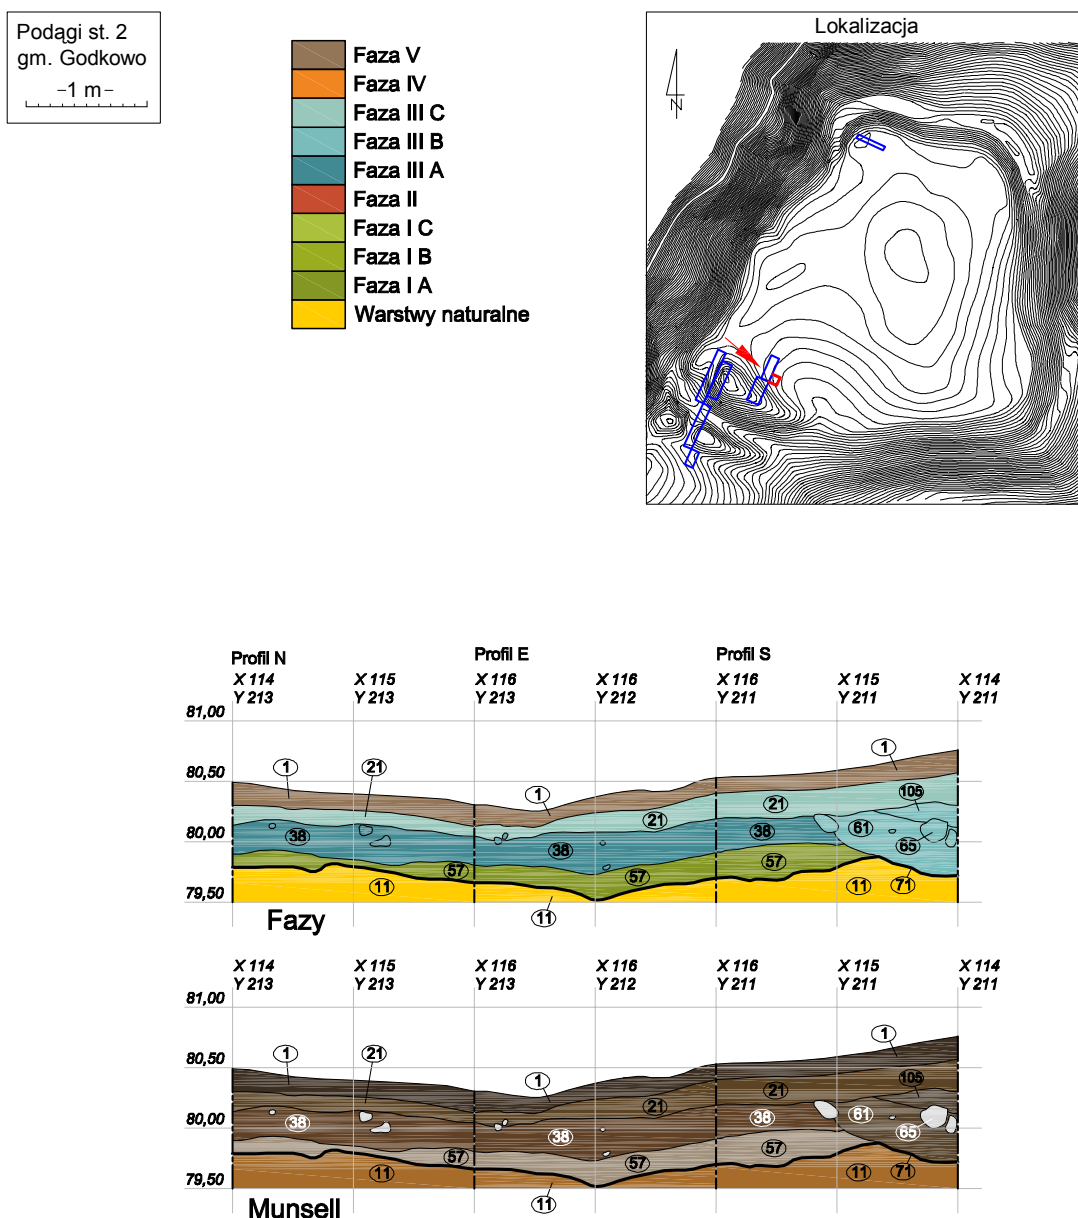 Podągi st. 2
gm. Godkowo
1 m
Faza V
Faza IV
Faza III C
Faza III B
Faza III A
Faza II
Faza I C
Faza I B
Faza I A
Warstwy naturalne
Lokalizacja
N
Profil N
Profil E
Profil S
X 114 X 115 X 116 X 116 X 116 X 115 X 114
Y 213 Y 213 Y 213 Y 212 Y 211 Y 211 Y 211
81,00
80,50
80,00
79,50
1 21 1 1
21 21 105
38 38 38 61 65
57 57 57
11 11 11 71
Fazy
X 114 X 115 X 116 X 116 X 116 X 115 X 114
Y 213 Y 213 Y 213 Y 212 Y 211 Y 211 Y 211
81,00
80,50
80,00
79,50
1 21 1 1
21 21 105
38 38 38 61 65
57 57 57
11 11 11 71
Munsell